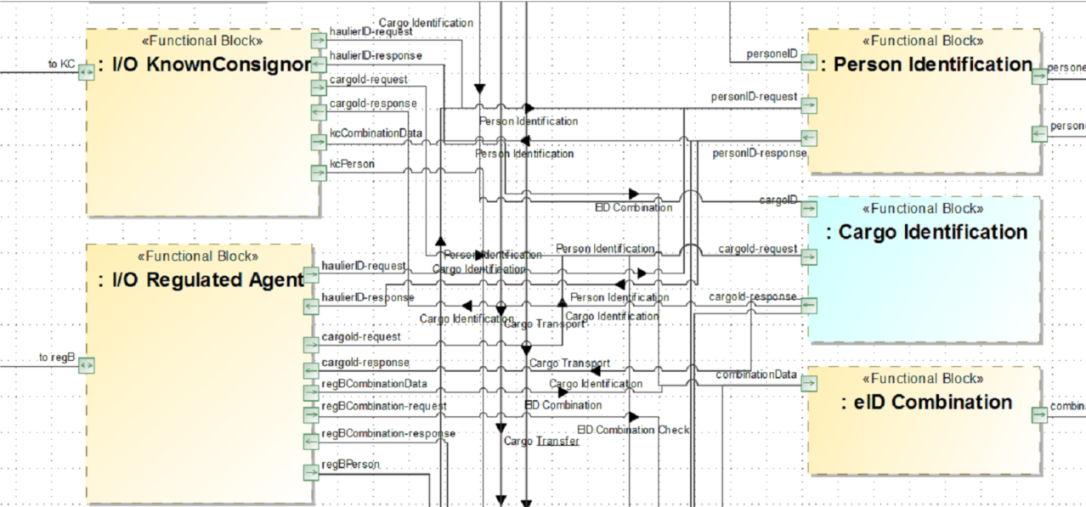 «Functional Block»
: I/O KnownConsignor
to KC
haulierID-request
haulierID-response
cargoId-request
cargoId-response
kcCombinationData
kcPerson
«Functional Block»
: I/O Regulated Agent
to regB
haulierID-request
haulierID-response
cargoId-request
cargoId-response
regBCombinationData
regBCombination-request
regBCombination-response
regBPerson
Cargo Identification
Person Identification
Person Identification
EID Combination
Person Identification
Person Identification
Cargo Identification
Person Identification
Cargo Identification
Cargo Identification
Cargo Transport
Cargo Transport
Cargo Identification
EID Combination
EID Combination Check
Cargo Transfer
«Functional Block»
: Person Identification
personeID
personID-request
personID-response
persone
person
«Functional Block»
: Cargo Identification
cargoID
cargoId-request
cargoId-response
«Functional Block»
: eID Combination
combinationData
combin